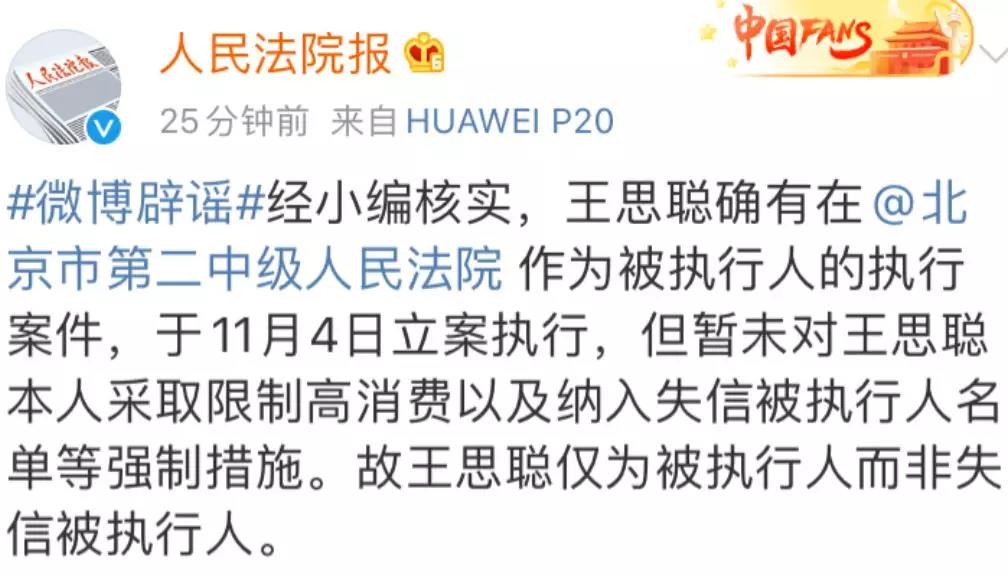 人民法院报
中国FANS
25分钟前 来自 HUAWEI P20
人民法院报
#微博辟谣#经小编核实，王思聪确有在@北
京市第二中级人民法院 作为被执行人的执行
案件，于11月4日立案执行，但暂未对王思聪
本人采取限制高消费以及纳入失信被执行人名
单等强制措施。故王思聪仅为被执行人而非失
信被执行人。